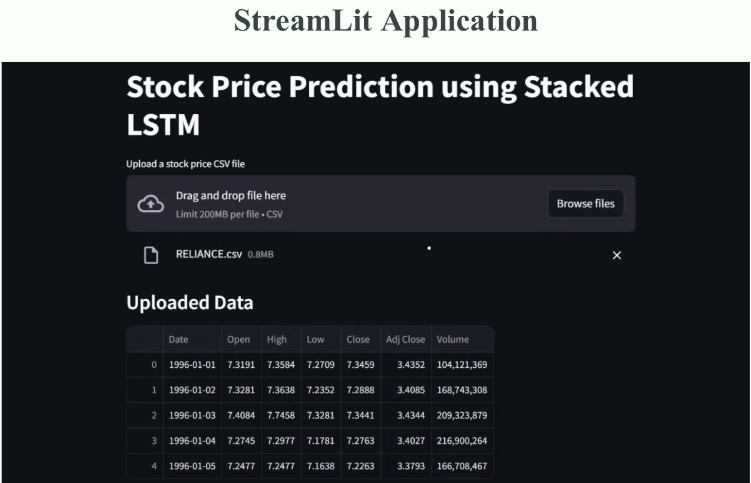 StreamLit Application
Stock Price Prediction using Stacked
LSTM
Upload a stock price CSV file
Drag and drop file here
Limit 200MB per file • CSV
Browse files
RELIANCE.csv 0.8MB
Uploaded Data
Date Open High Low Close Adj Close Volume
0 1996-01-01 7.3191 7.3584 7.2709 7.3459 3.4352 104,121,369
1 1996-01-02 7.3281 7.3638 7.2352 7.2888 3.4085 168,743,308
2 1996-01-03 7.4084 7.7458 7.3281 7.3441 3.4344 209,323,879
3 1996-01-04 7.2745 7.2977 7.1781 7.2763 3.4027 216,900,264
4 1996-01-05 7.2477 7.2477 7.1638 7.2263 3.3793 166,708,467